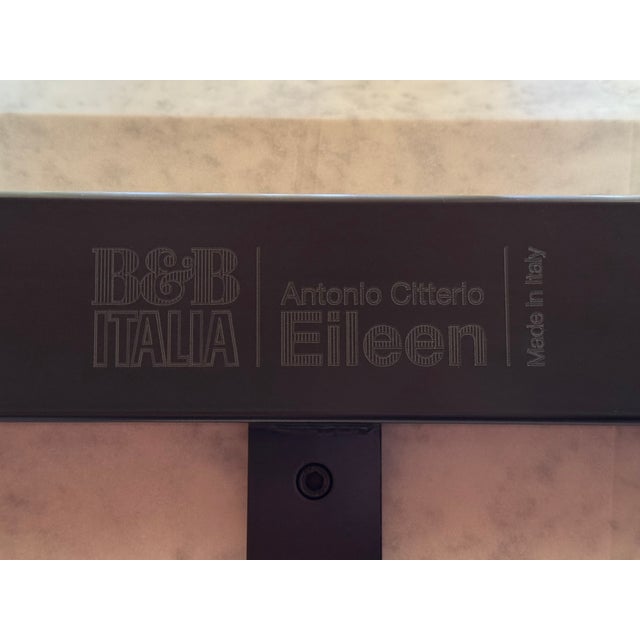 B&B
ITALIA
Antonio Citterio
Eileen
Made in Italy